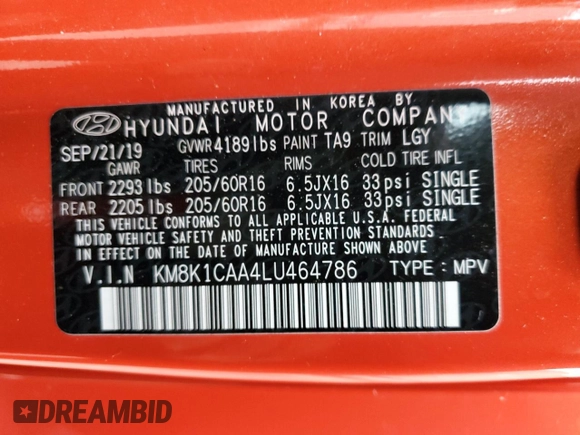 MANUFACTURED IN KOREA BY
HYUNDAI MOTOR COMPANY
SEP/21/19 GVWR 4189 lbs PAINT TA9 TRIM LGY
GAWR TIRES RIMS COLD TIRE INFL
FRONT 2293 lbs 205/60R16 6.5JX16 33psi SINGLE
REAR 2205 lbs 205/60R16 6.5JX16 33psi SINGLE
THIS VEHICLE CONFORMS TO ALL APPLICABLE U.S.A. FEDERAL
MOTOR VEHICLE SAFETY AND THEFT PREVENTION STANDARDS
IN EFFECT ON THE DATE OF MANUFACTURE SHOWN ABOVE.
V.I.N KM8K1CAA4LU464786 TYPE: MPV
DREAMBID